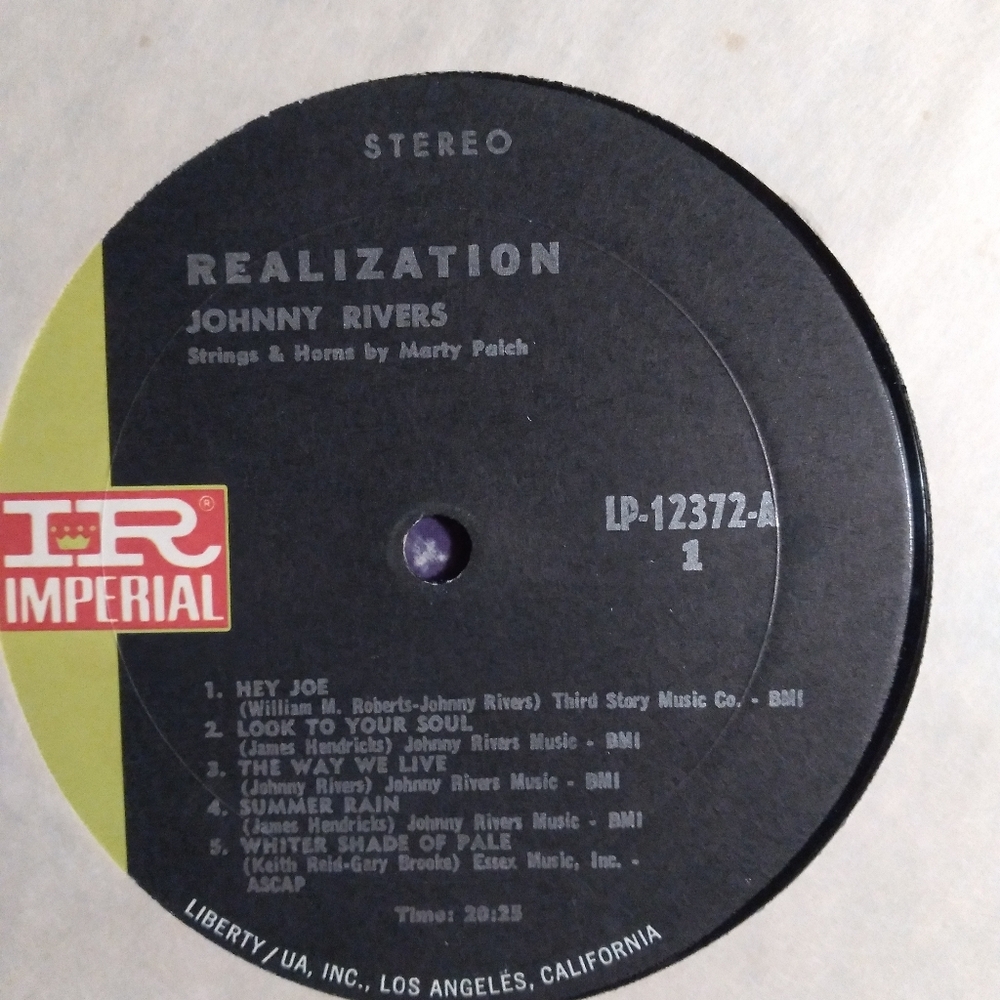 STEREO
REALIZATION
JOHNNY RIVERS
Strings & Horns by Marty Paich
IR ®
IMPERIAL
LP-12372-A
1
1. HEY JOE
(William M. Roberts-Johnny Rivers) Third Story Music Co. - BMI
2. LOOK TO YOUR SOUL
(James Hendricks) Johnny Rivers Music - BMI
3. THE WAY WE LIVE
(Johnny Rivers) Johnny Rivers Music - BMI
4. SUMMER RAIN
(James Hendricks) Johnny Rivers Music - BMI
5. WHITER SHADE OF PALE
(Keith Reid-Gary Brooke) Essex Music, Inc. -
ASCAP
Time: 20:25
LIBERTY/UA, INC., LOS ANGELES, CALIFORNIA